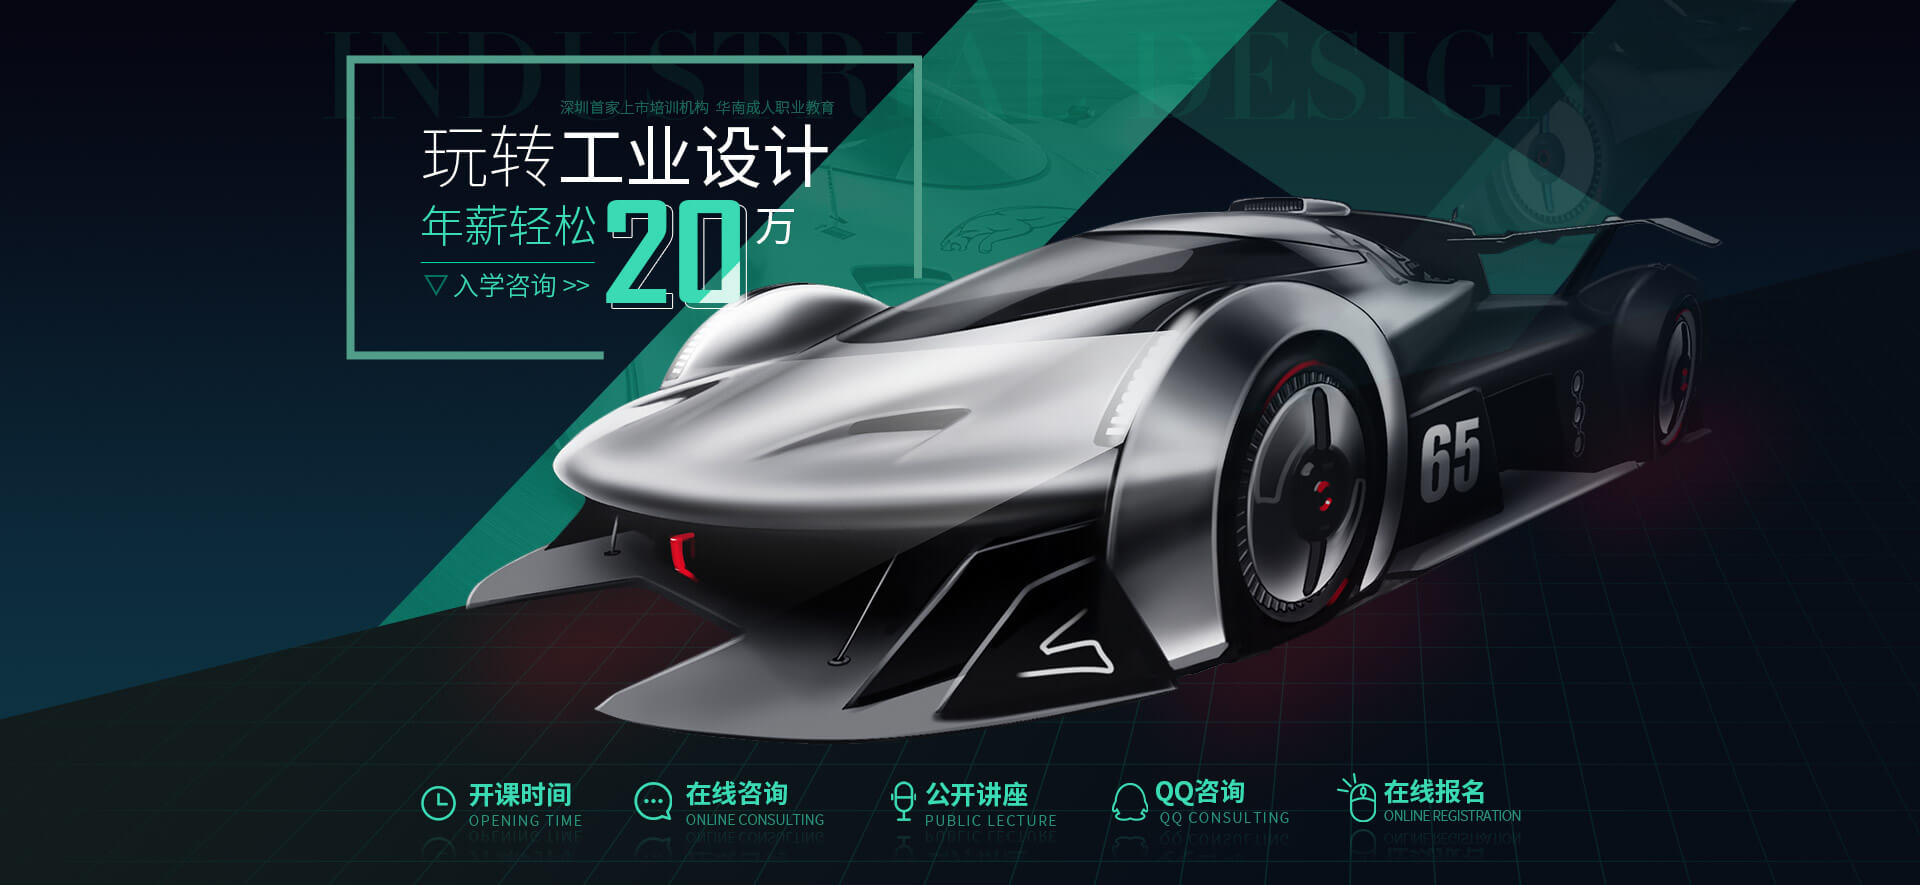 INDUSTRIAL DESIGN
深圳首家上市培训机构 华南成人职业教育
玩转工业设计
年薪轻松20万
▽入学咨询 >>
65
开课时间
OPENING TIME
在线咨询
ONLINE CONSULTING
公开讲座
PUBLIC LECTURE
QQ咨询
QQ CONSULTING
在线报名
ONLINE REGISTRATION